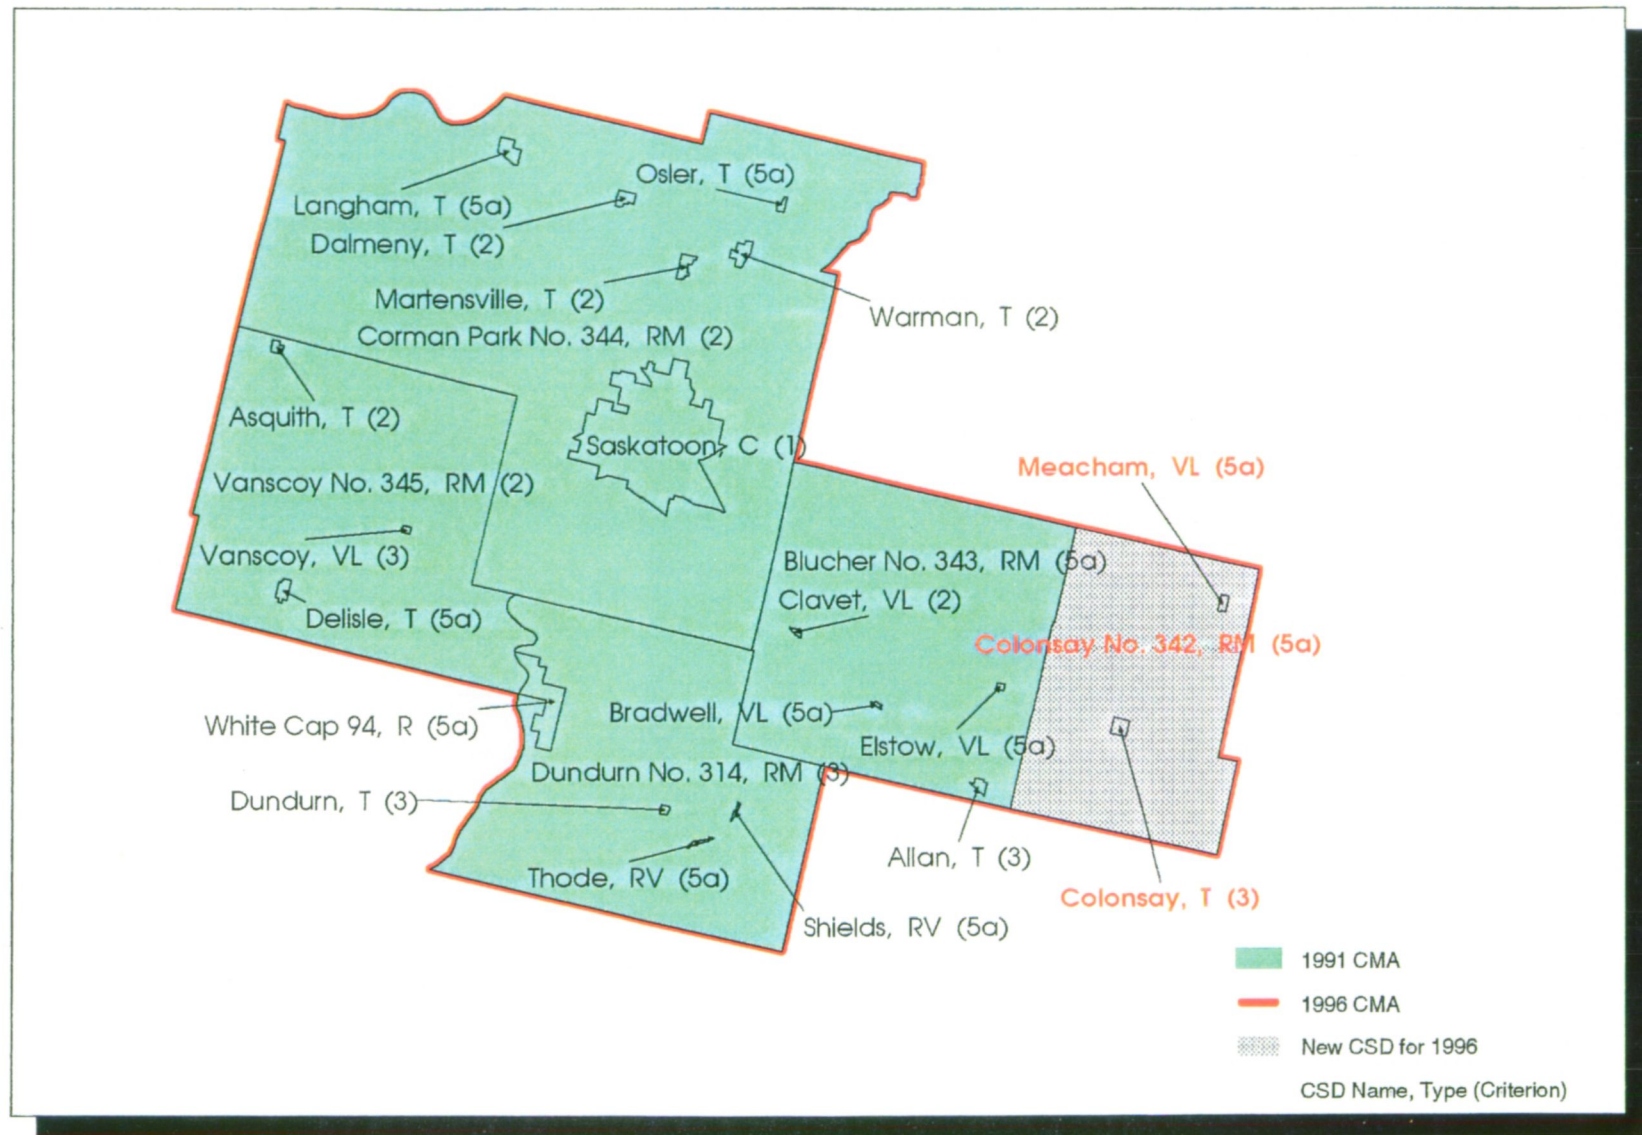 Osler, T (5a)
Langham, T (5a)
Dalmeny, T (2)
Martensville, T (2)
Warman, T (2)
Corman Park No. 344, RM (2)
Asquith, T (2)
Saskatoon, C (1)
Meacham, VL (5a)
Vanscoy No. 345, RM (2)
Vanscoy, VL (3)
Blucher No. 343, RM (5a)
Clavet, VL (2)
Delisle, T (5a)
Colonsay No. 342, RM (5a)
White Cap 94, R (5a)
Bradwell, VL (5a)
Elstow, VL (5a)
Dundurn No. 314, RM (3)
Dundurn, T (3)
Allan, T (3)
Thode, RV (5a)
Colonsay, T (3)
Shields, RV (5a)
1991 CMA
1996 CMA
New CSD for 1996
CSD Name, Type (Criterion)